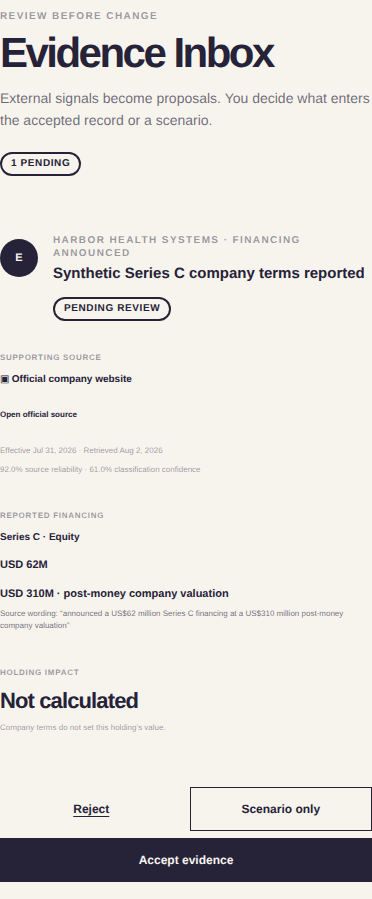 REVIEW BEFORE CHANGE
Evidence Inbox
External signals become proposals. You decide what enters
the accepted record or a scenario.
1 PENDING
E
HARBOR HEALTH SYSTEMS · FINANCING
ANNOUNCED
Synthetic Series C company terms reported
PENDING REVIEW
SUPPORTING SOURCE
▣ Official company website
Open official source
Effective Jul 31, 2026 · Retrieved Aug 2, 2026
92.0% source reliability · 61.0% classification confidence
REPORTED FINANCING
Series C · Equity
USD 62M
USD 310M · post-money company valuation
Source wording: “announced a US$62 million Series C financing at a US$310 million post-money
company valuation”
HOLDING IMPACT
Not calculated
Company terms do not set this holding's value.
Reject
Scenario only
Accept evidence